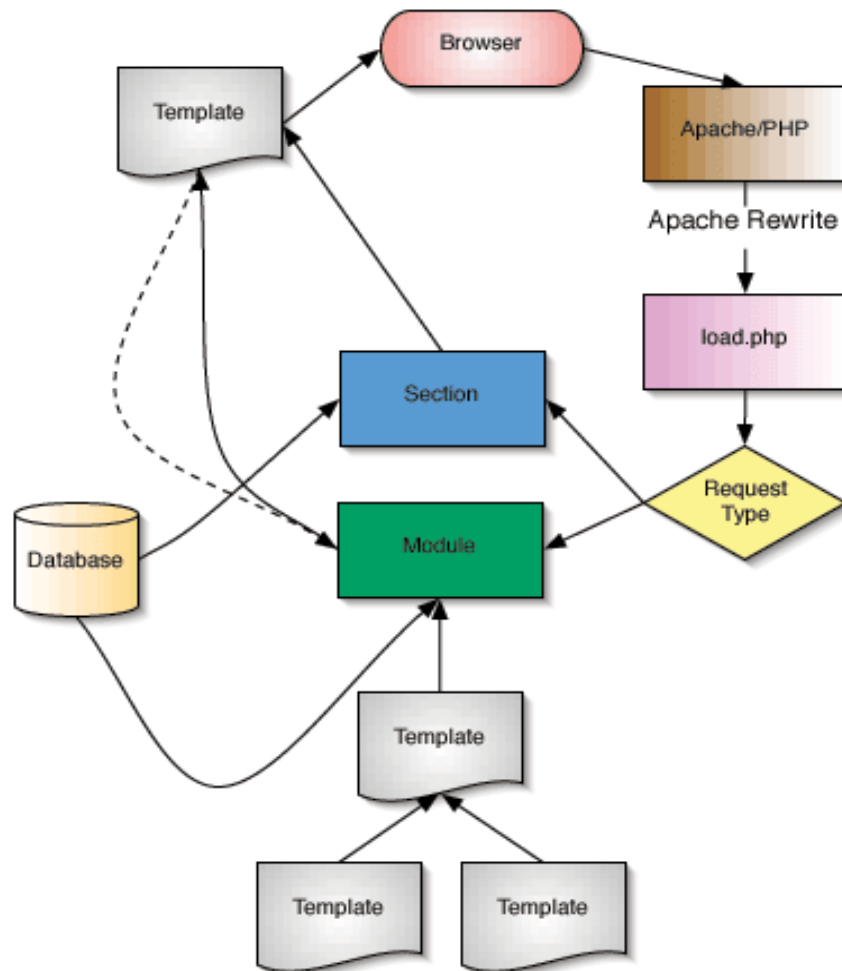 Browser
Template
Apache/PHP
Apache Rewrite
load.php
Section
Request
Type
Module
Database
Template
Template
Template